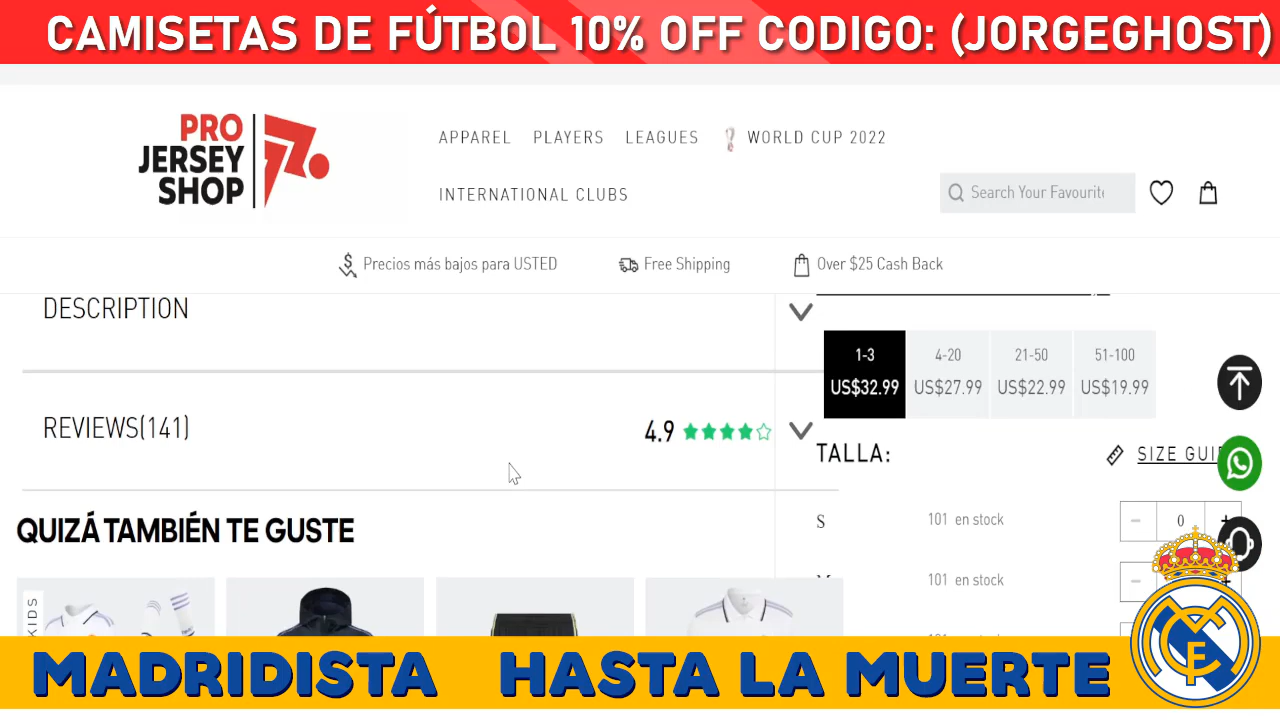 CAMISETAS DE FÚTBOL 10% OFF CODIGO: (JORGEGHOST)
PRO
JERSEY
SHOP
APPAREL PLAYERS LEAGUES WORLD CUP 2022
INTERNATIONAL CLUBS
Search Your Favourite
Precios más bajos para USTED Free Shipping Over $25 Cash Back
DESCRIPTION
1-3 4-20 21-50 51-100
US$32.99 US$27.99 US$22.99 US$19.99
REVIEWS(141) 4.9
TALLA: SIZE GUI
S 101 en stock 0 +
QUIZÁ TAMBIÉN TE GUSTE
101 en stock
KIDS
MADRIDISTA HASTA LA MUERTE